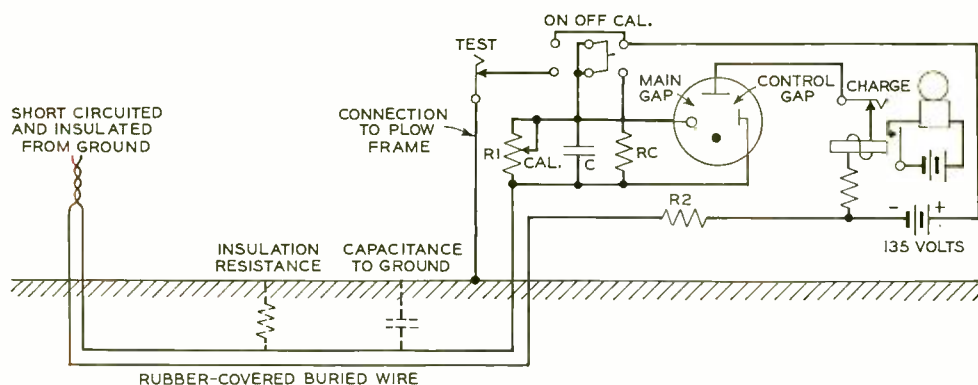 ON OFF CAL.
TEST
MAIN
GAP
CONTROL
GAP
CHARGE
SHORT CIRCUITED
AND INSULATED
FROM GROUND
CONNECTION
TO PLOW
FRAME
R1
CAL.
C
RC
R2
- +
135 VOLTS
INSULATION
RESISTANCE
CAPACITANCE
TO GROUND
RUBBER-COVERED BURIED WIRE